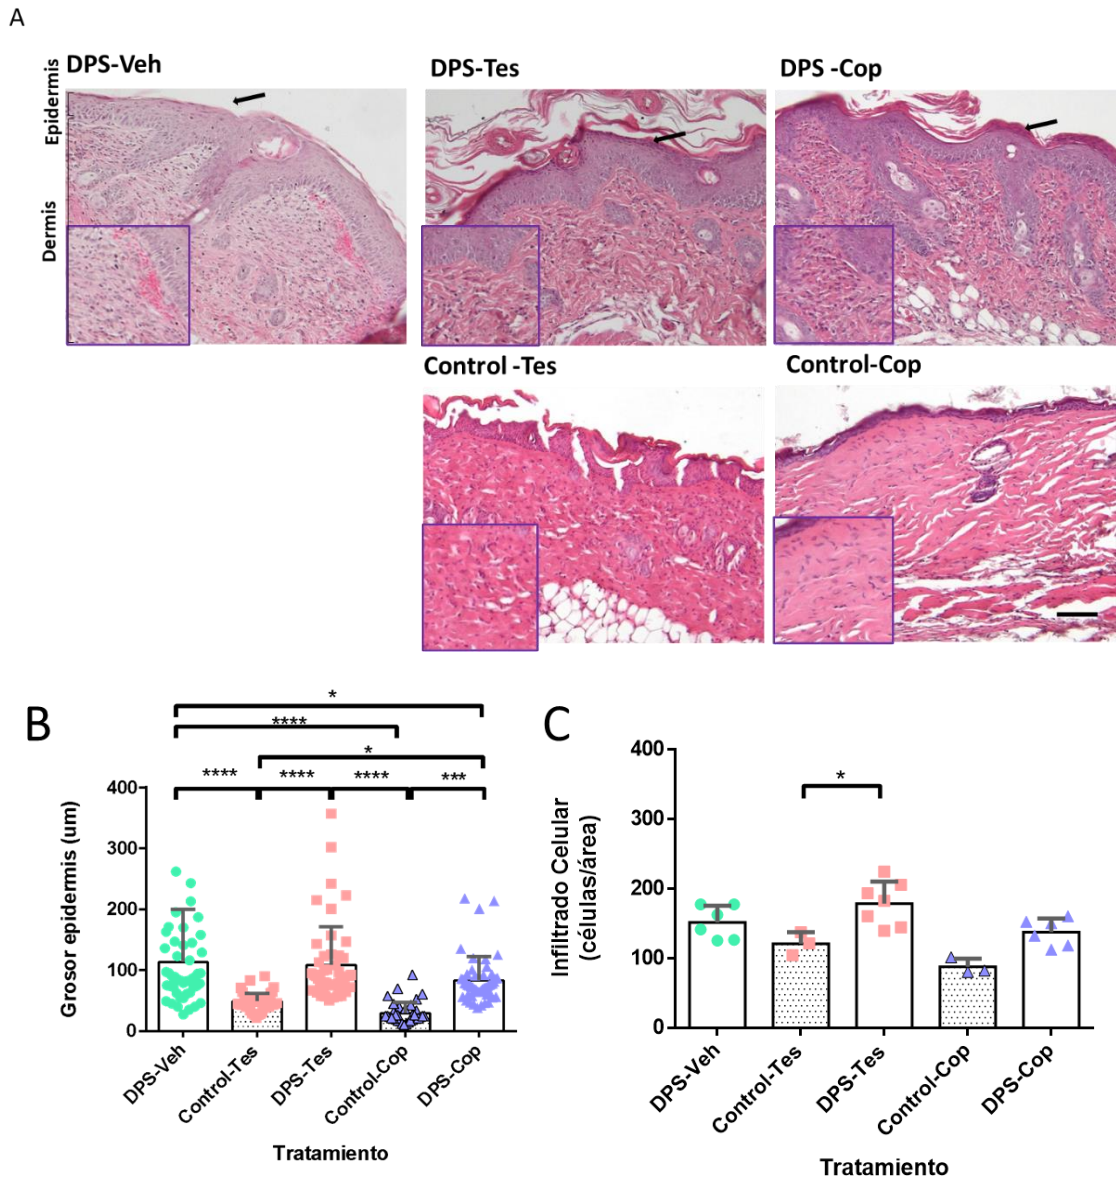 A
DPS-Veh
DPS-Tes
DPS -Cop
Epidermis
Dermis
Control -Tes
Control-Cop
B
*
****
*
****
****
****
***
Grosor epidermis (um)
400
300
200
100
0
DPS-Veh
Control-Tes
DPS-Tes
Control-Cop
DPS-Cop
Tratamiento
C
*
Infiltrado Celular
(celulas/área)
400
300
200
100
0
DPS-Veh
Control-Tes
DPS-Tes
Control-Cop
DPS-Cop
Tratamiento